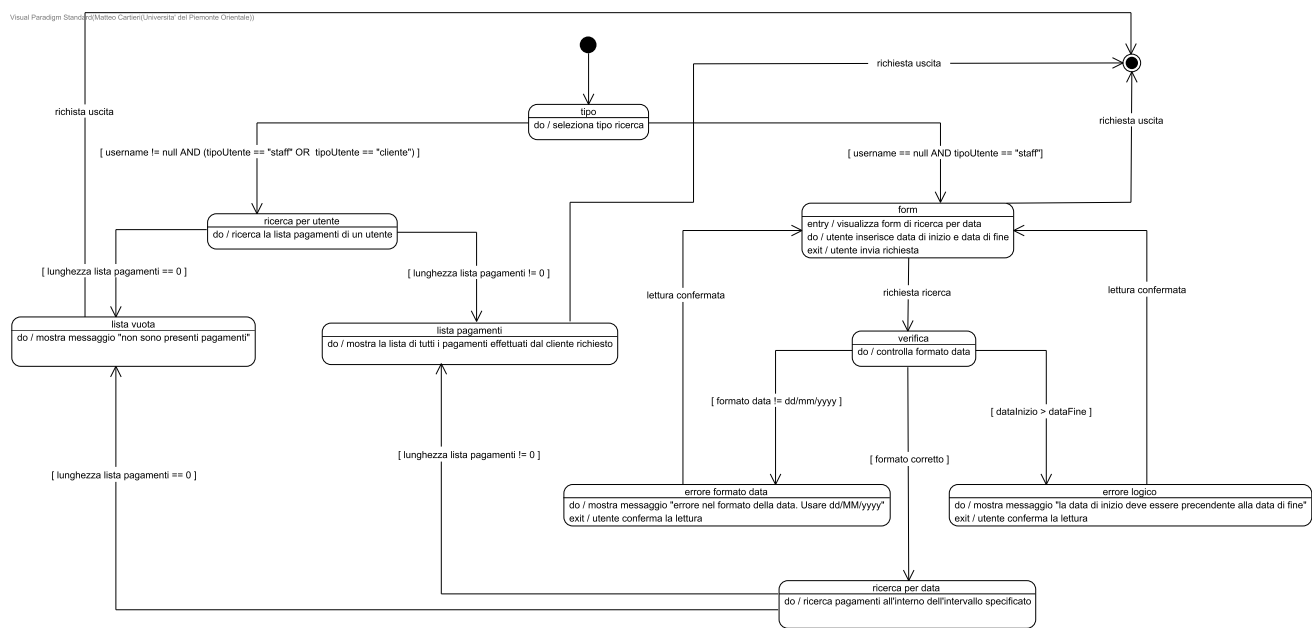 Visual Paradigm Standard(Matteo Cartieri(Universita' del Piemonte Orientale))
richiesta uscita
richista uscita
tipo
do / seleziona tipo ricerca
richiesta uscita
[ username != null AND (tipoUtente == "staff" OR  tipoUtente == "cliente") ]
[ username == null AND tipoUtente == "staff"]
ricerca per utente
do / ricerca la lista pagamenti di un utente
form
entry / visualizza form di ricerca per data
do / utente inserisce data di inizio e data di fine
exit / utente invia richiesta
[ lunghezza lista pagamenti == 0 ]
[ lunghezza lista pagamenti != 0 ]
lettura confermata
richiesta ricerca
lettura confermata
lista vuota
do / mostra messaggio "non sono presenti pagamenti"
lista pagamenti
do / mostra la lista di tutti i pagamenti effettuati dal cliente richiesto
verifica
do / controlla formato data
[ formato data != dd/mm/yyyy ]
[ dataInizio > dataFine ]
[ lunghezza lista pagamenti != 0 ]
[ formato corretto ]
[ lunghezza lista pagamenti == 0 ]
errore formato data
do / mostra messaggio "errore nel formato della data. Usare dd/MM/yyyy"
exit / utente conferma la lettura
errore logico
do / mostra messaggio "la data di inizio deve essere precendente alla data di fine"
exit / utente conferma la lettura
ricerca per data
do / ricerca pagamenti all'interno dell'intervallo specificato